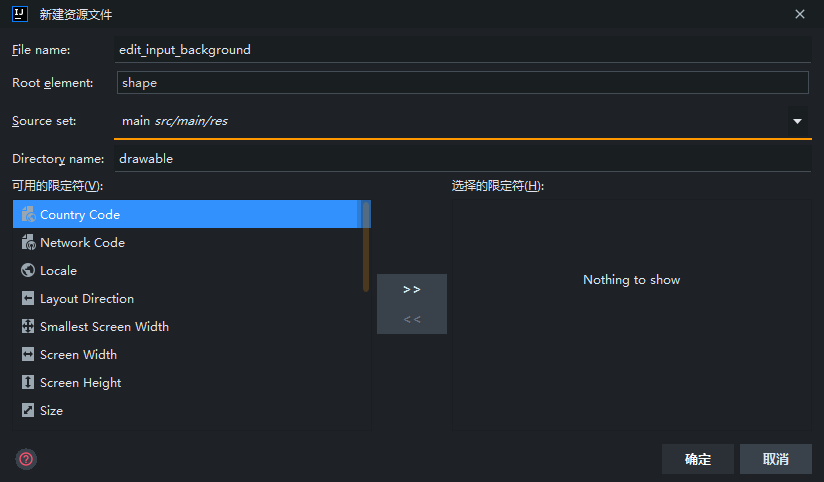 IJ 新建资源文件
File name: edit_input_background
Root element: shape
Source set: main src/main/res
Directory name: drawable
可用的限定符(V): 选择的限定符(H):
Country Code
Network Code
Locale
Layout Direction
Smallest Screen Width
Screen Width
Screen Height
Size
>>
<<
Nothing to show
?
确定 取消